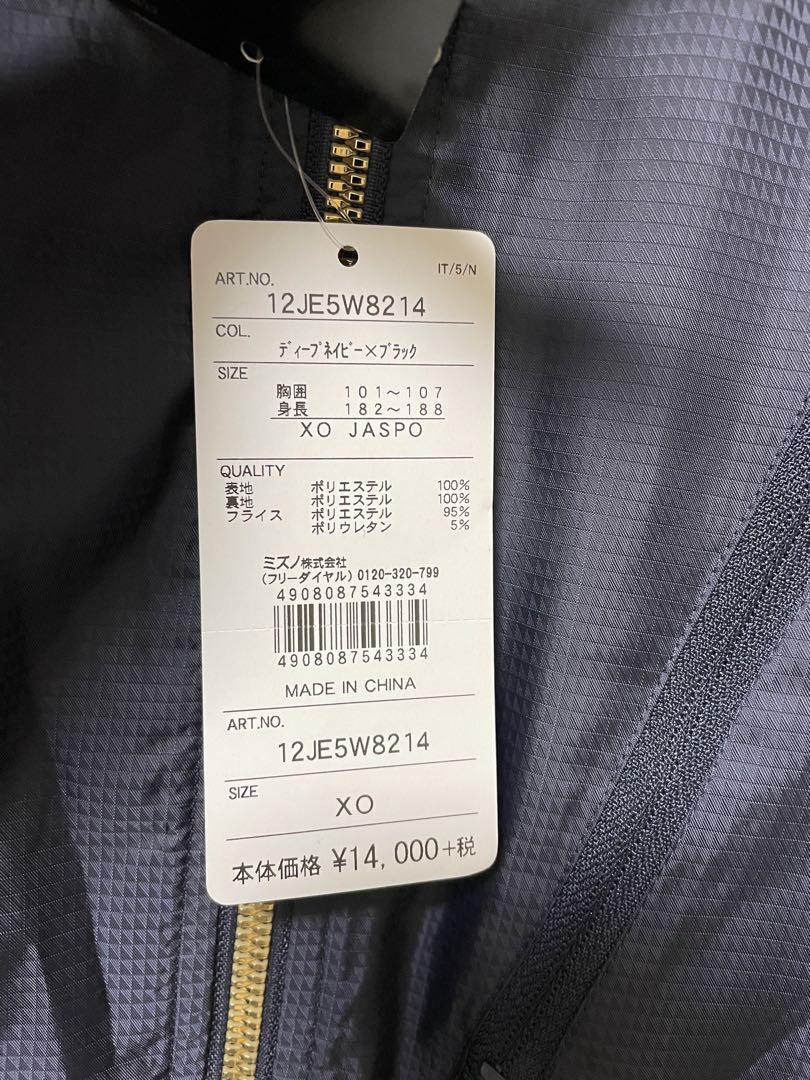 ART.NO.
IT/5/N
12JE5W8214
COL.
ディープネイビー×ブラック
SIZE
胸囲 101~107
身長 182~188
XO JASPO
QUALITY
表地 ポリエステル 100%
裏地 ポリエステル 100%
フライス ポリエステル 95%
ポリウレタン 5%
ミズノ株式会社
(フリーダイヤル) 0120-320-799
4908087543334
4908087543334
MADE IN CHINA
ART.NO.
12JE5W8214
SIZE
XO
本体価格 ¥14,000+税